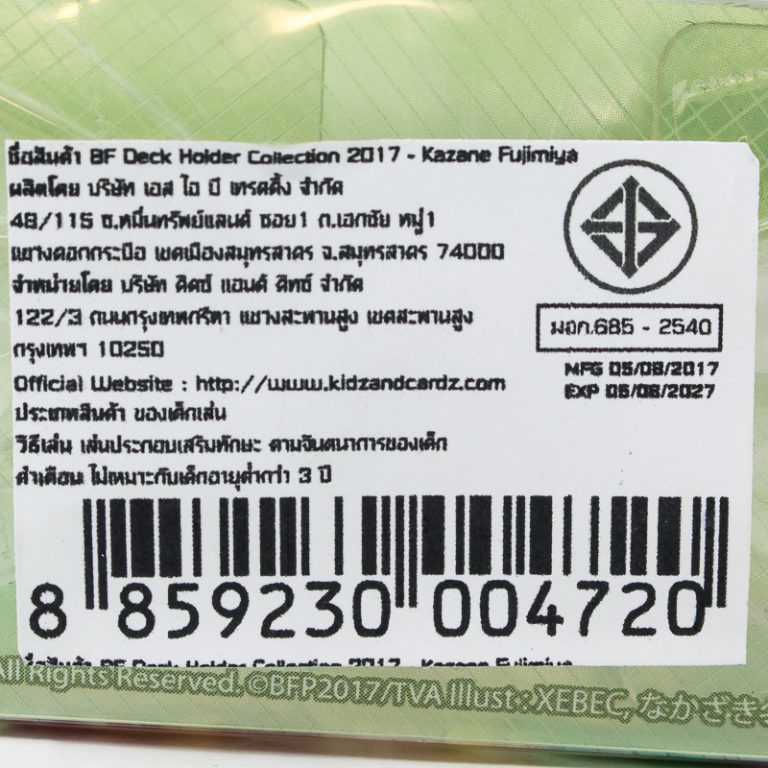 ชื่อสินค้า BF Deck Holder Collection 2017 - Kazane Fujimiya
ผลิตโดย บริษัท เอส ไอ บี เทรดดิ้ง จำกัด
48/115 ซ.หมื่นทรัพย์แลนด์ ซอย1 ถ.เอกชัย หมู่1
แขวงคอกกระบือ เขตเมืองสมุทรสาคร จ.สมุทรสาคร 74000
จำหน่ายโดย บริษัท คิดซ์ แอนด์ คิทซ์ จำกัด
122/3 ถนนกรุงเทพกรีฑา แขวงสะพานสูง เขตสะพานสูง
กรุงเทพฯ 10250
Official Website : http://www.kidzandcardz.com
ประเภทสินค้า ของเด็กเล่น
วิธีเล่น เล่นประกอบเสริมทักษะ ตามจินตนาการของเด็ก
คำเตือน ไม่เหมาะกับเด็กอายุต่ำกว่า 3 ปี
มอก.685 - 2540
MFG 05/08/2017
EXP 05/08/2027
8 859230 004720
ชื่อสินค้า BF Deck Holder Collection 2017 - Kazane Fujimiya
All Rights Reserved. ©BFP2017/TVA Illust : XEBEC, なかざき